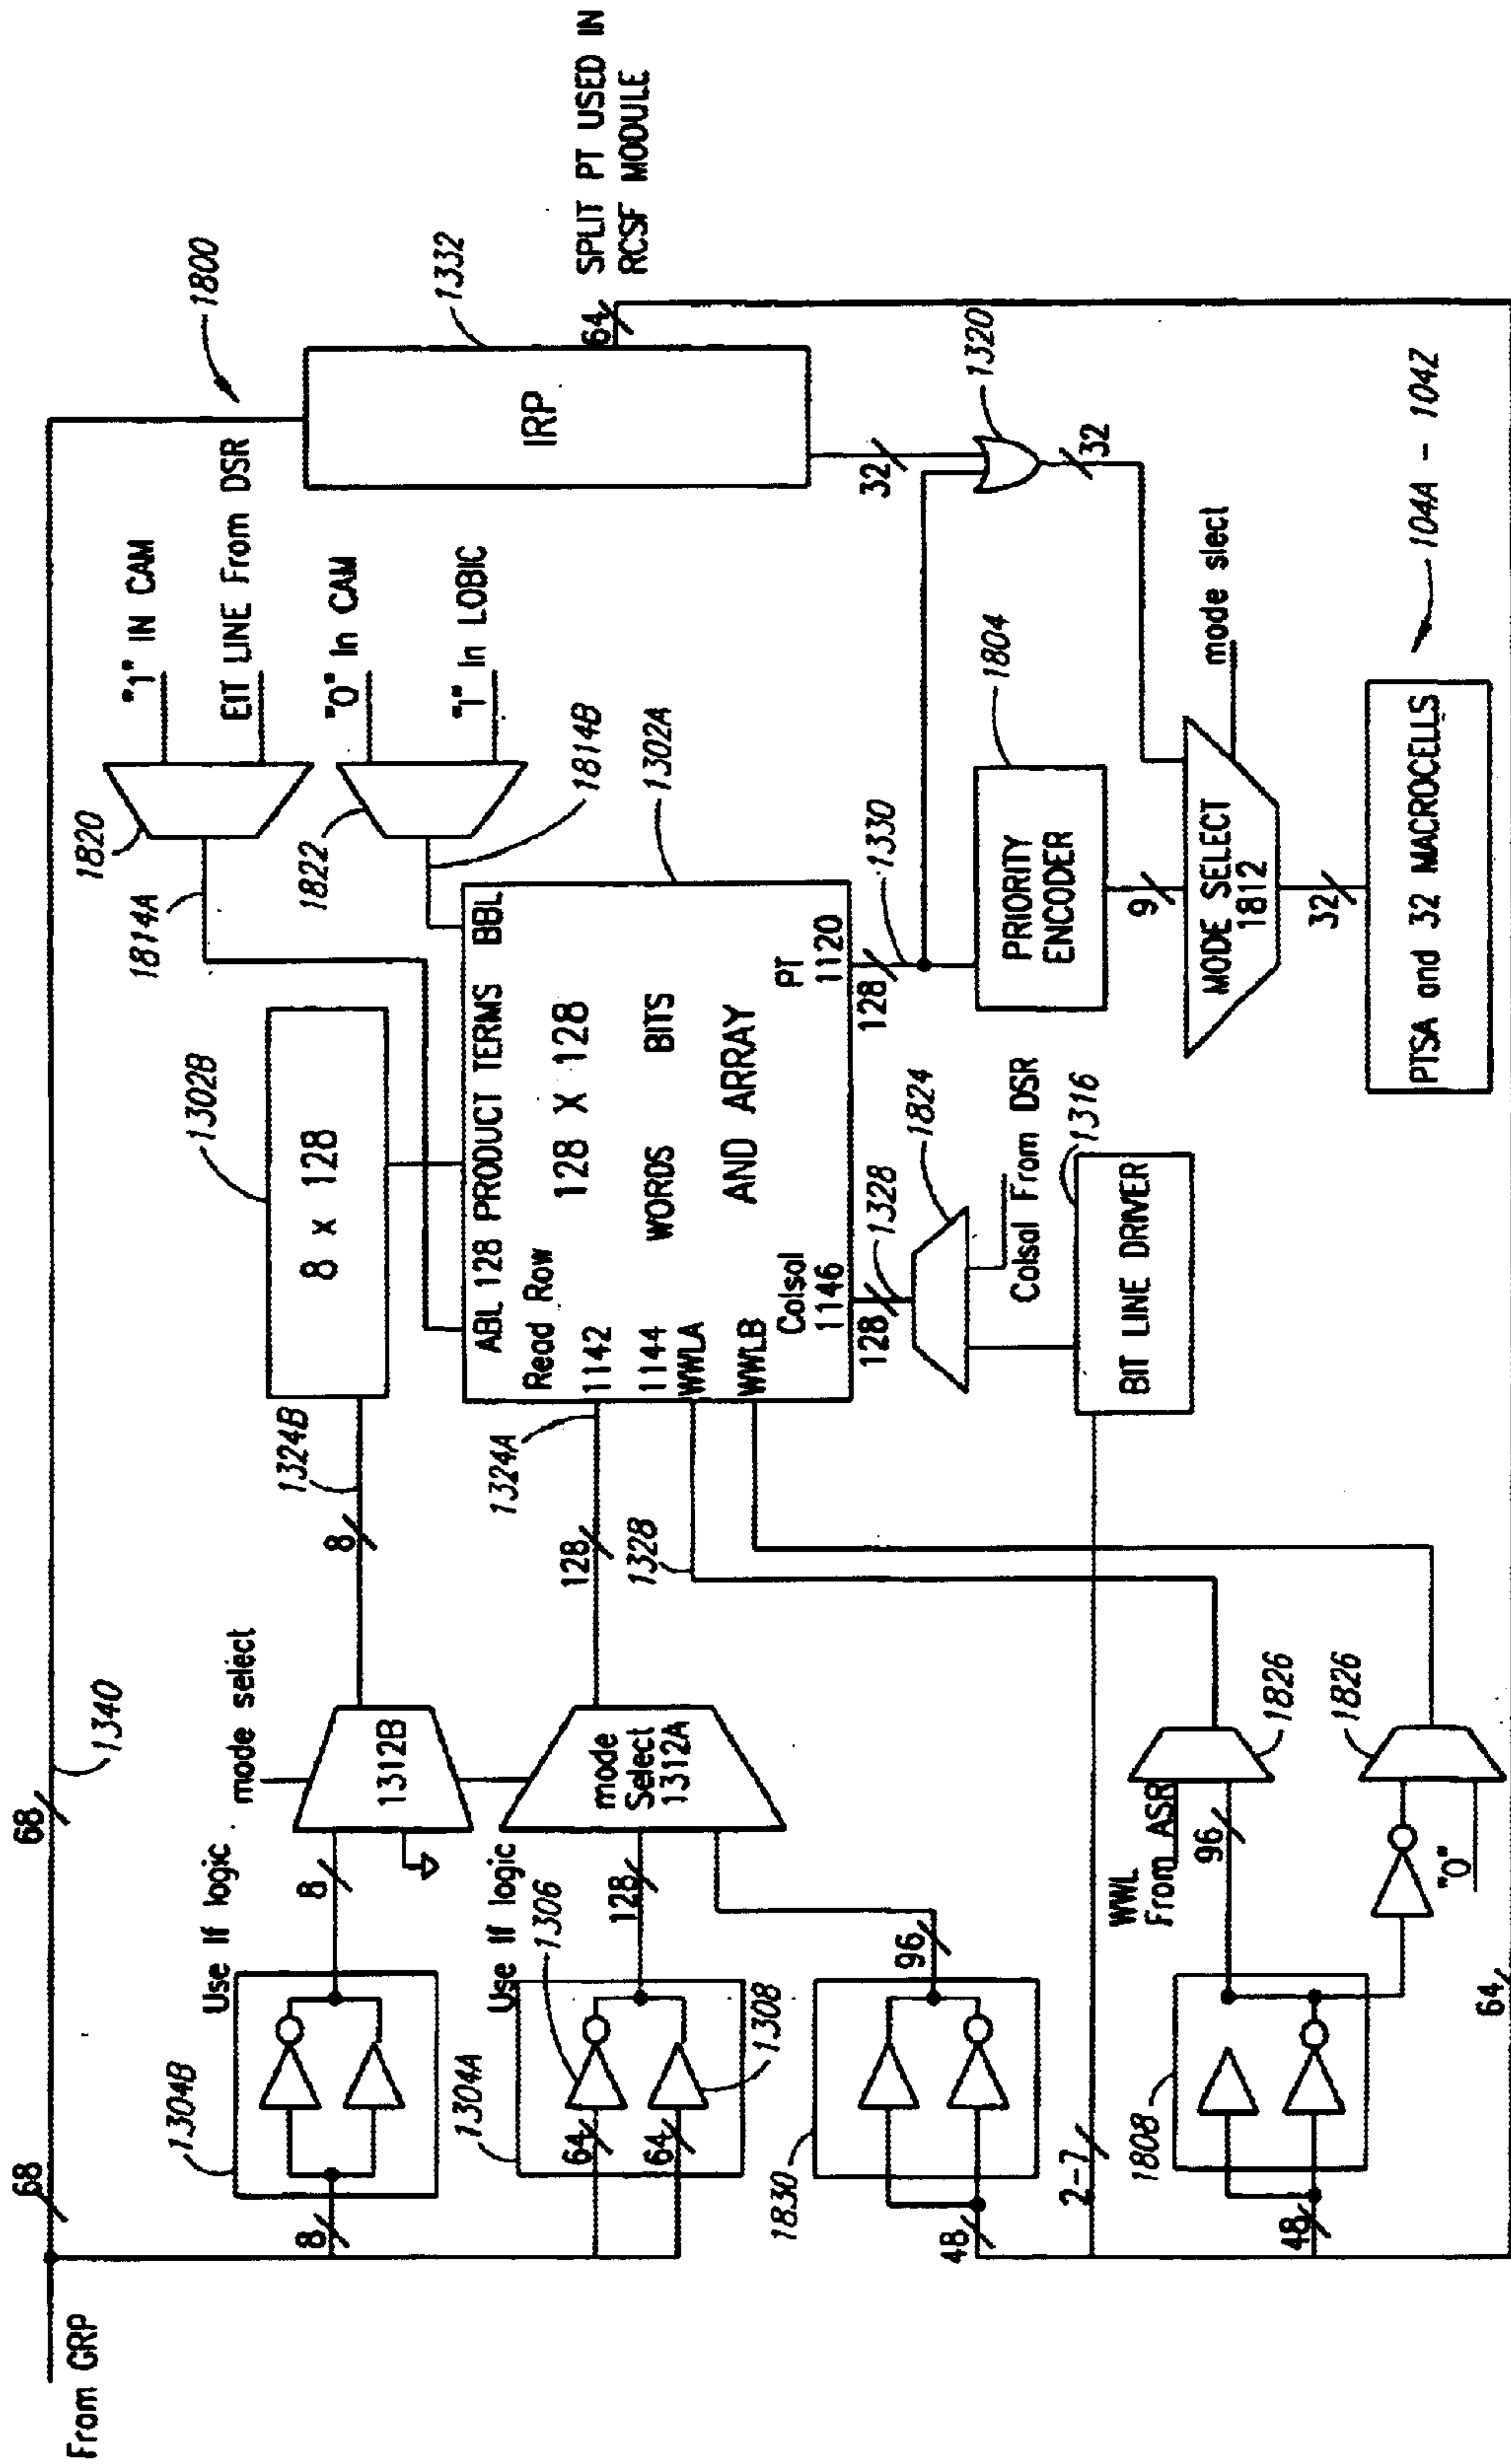 From GRP
68
68
1340
1800
1304B
8
Use If logic
8
mode select
1312B
8
1324B
1302B
8 x 128
1814A
1820
"1" IN CAM
EIT LINE From DSR
1822
"0" In CAM
"1" In LOBIC
1814B
1302A
1332
IRP
64
SPLIT PT USED IN
RCSF MODULE
1304A
64
64
Use If logic
1306
1308
128
mode
Select
1312A
128
1324A
1328
ABL 128 PRODUCT TERMS BBL
Read Row
1142
128 X 128
1144
WORDS BITS
WWLA
WWLB
AND ARRAY
Colsal
1146
PT
1120
128
1328
128
1330
1824
Colsal From DSR
1316
BIT LINE DRIVER
1804
PRIORITY
ENCODER
9
32
1320
32
MODE SELECT
1812
mode slect
32
PTSA and 32 MACROCELLS
104A - 104Z
1830
48
96
2-7
1808
48
WWL
From ASR
96
1826
"0"
1826
64